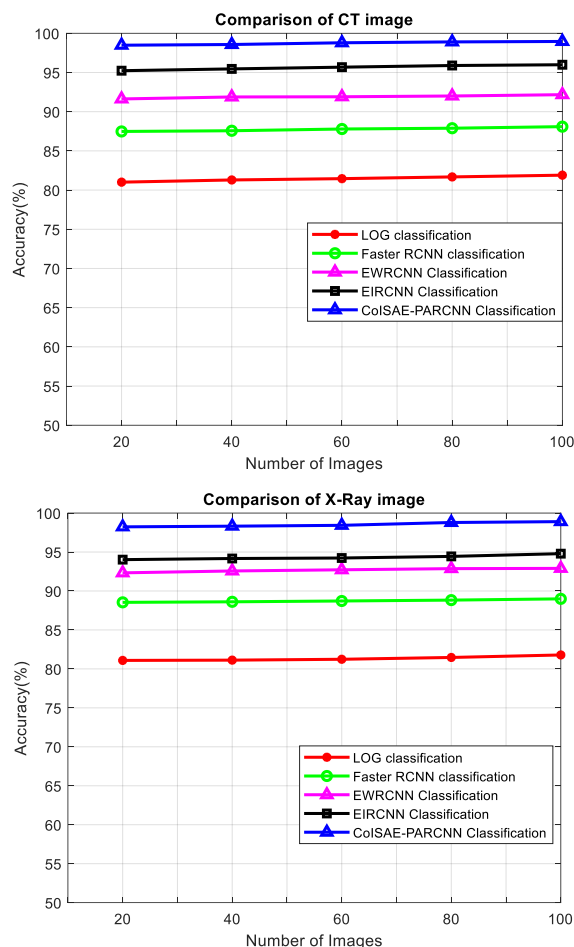 Comparison of CT image
100
95
90
85
80
75
70
65
60
55
50
Accuracy(%)
LOG classification
Faster RCNN classification
EWRCNN Classification
EIRCNN Classification
CoISAE-PARCNN Classification
20 40 60 80 100
Number of Images
Comparison of X-Ray image
100
95
90
85
80
75
70
65
60
55
50
Accuracy(%)
LOG classification
Faster RCNN classification
EWRCNN Classification
EIRCNN Classification
CoISAE-PARCNN Classification
20 40 60 80 100
Number of Images